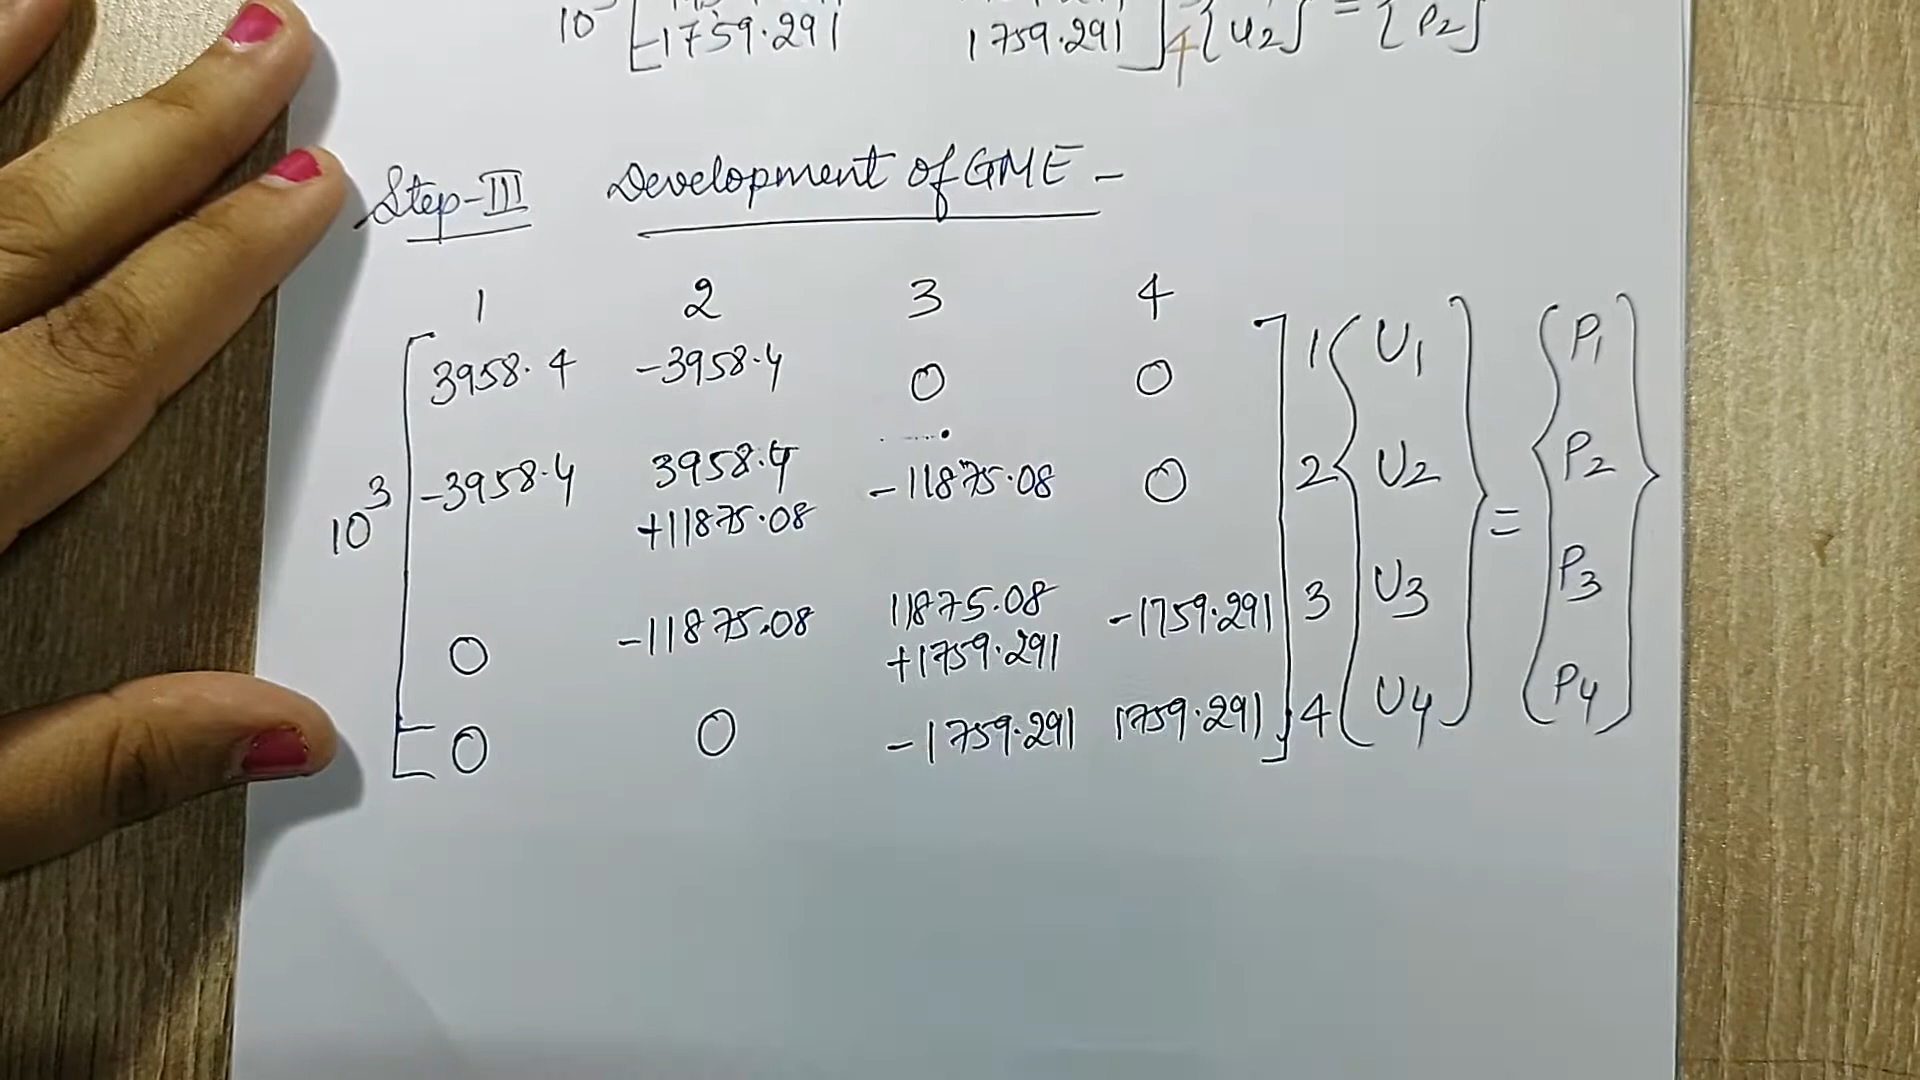 10³ [-1759.291 1759.291] 4 {U2} = {P2}
Step-III Development of GME -
1 2 3 4
3958.4 -3958.4 0 0 1 U1 P1
-3958.4 3958.4 -11875.08 0 2 U2 P2
10³ +11875.08 =
0 -11875.08 11875.08 -1759.291 3 U3 P3
+1759.291
0 0 -1759.291 1759.291 4 U4 P4